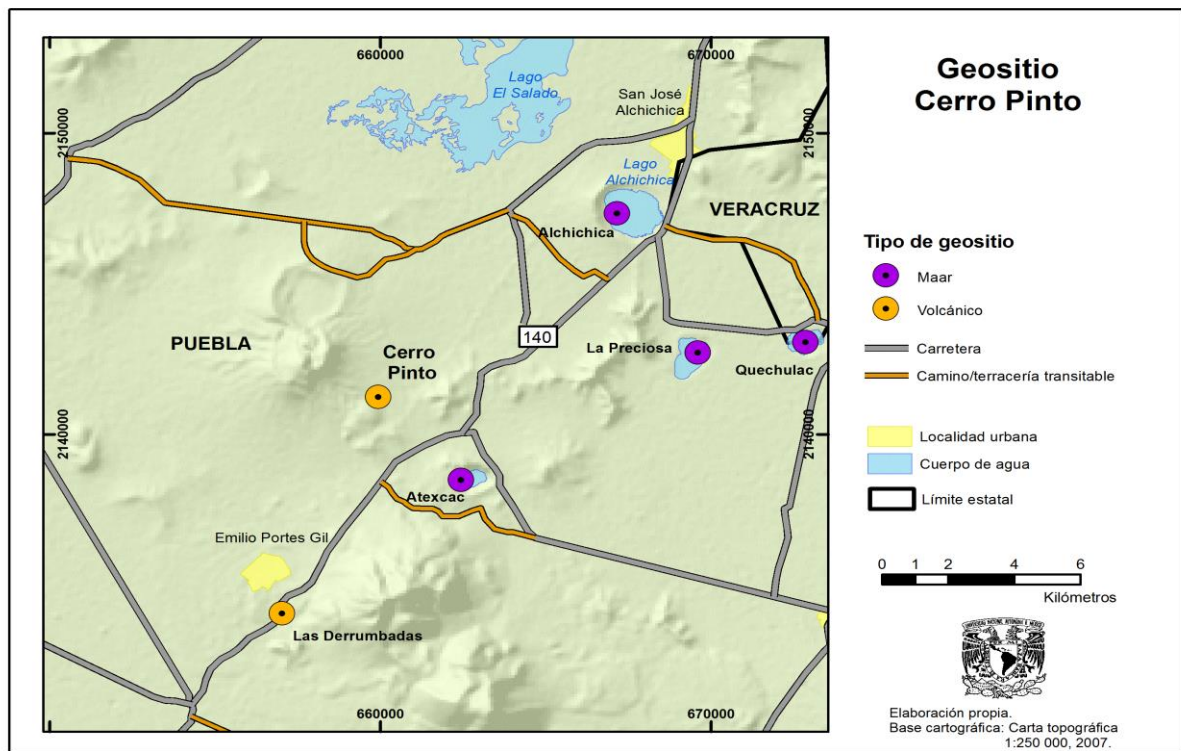 Geositio
Cerro Pinto
660000
670000
2150000
2150000
2140000
2140000
660000
670000
Lago
El Salado
San José
Alchichica
Lago
Alchichica
VERACRUZ
Alchichica
PUEBLA
140
La Preciosa
Quechulac
Cerro
Pinto
Atexcac
Emilio Portes Gil
Las Derrumbadas
Tipo de geositio
Maar
Volcánico
Carretera
Camino/terracería transitable
Localidad urbana
Cuerpo de agua
Límite estatal
0 1 2 4 6
Kilómetros
Elaboración propia.
Base cartográfica: Carta topográfica
1:250 000, 2007.